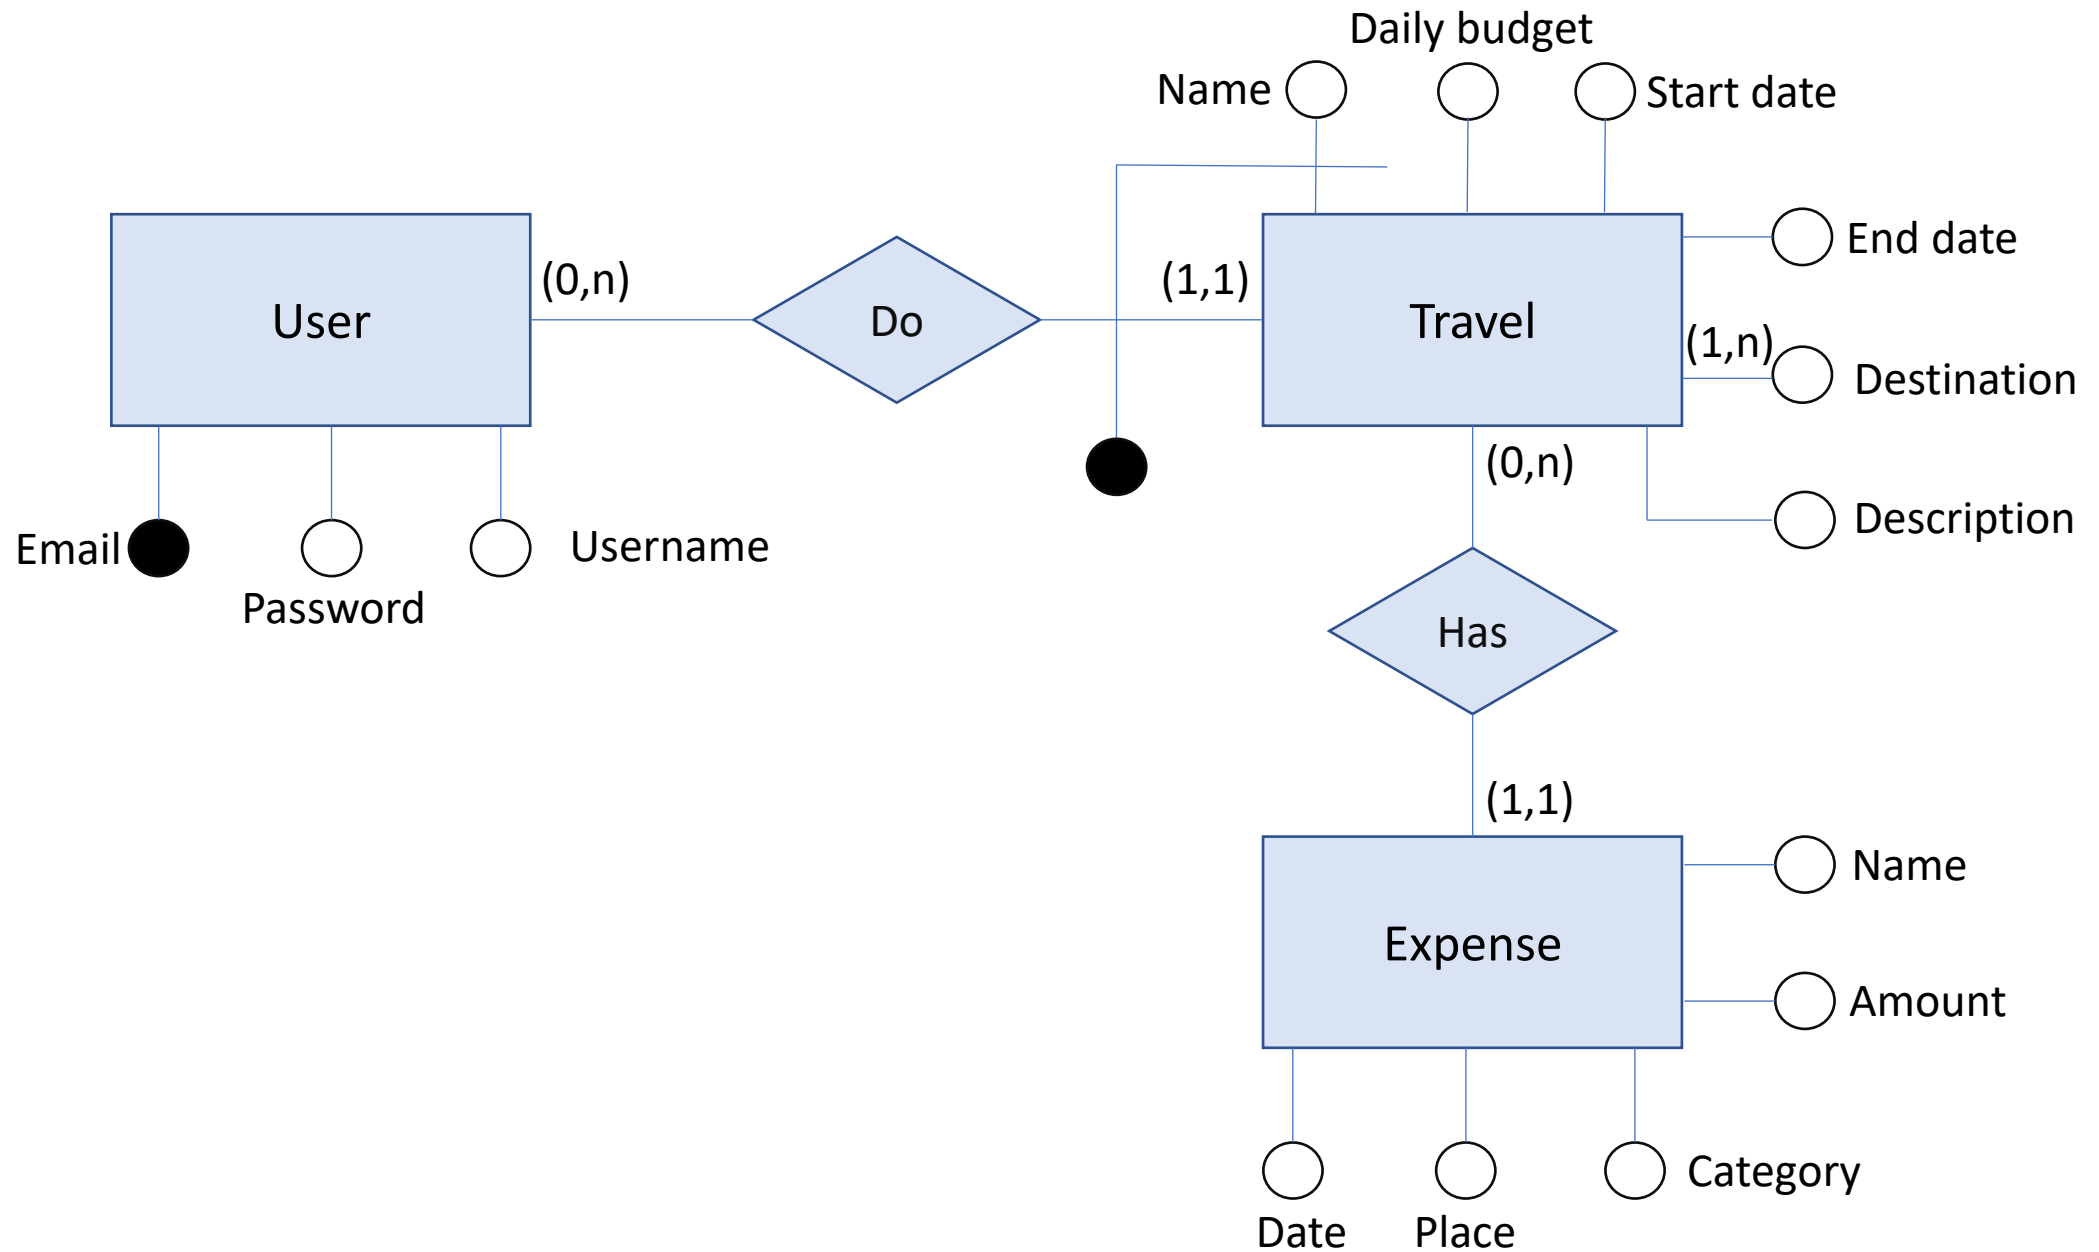 Daily budget
Name
Start date
End date
(0,n)
(1,1)
User
Do
Travel
(1,n)
Destination
(0,n)
Description
Email
Username
Password
Has
(1,1)
Name
Expense
Amount
Category
Date
Place